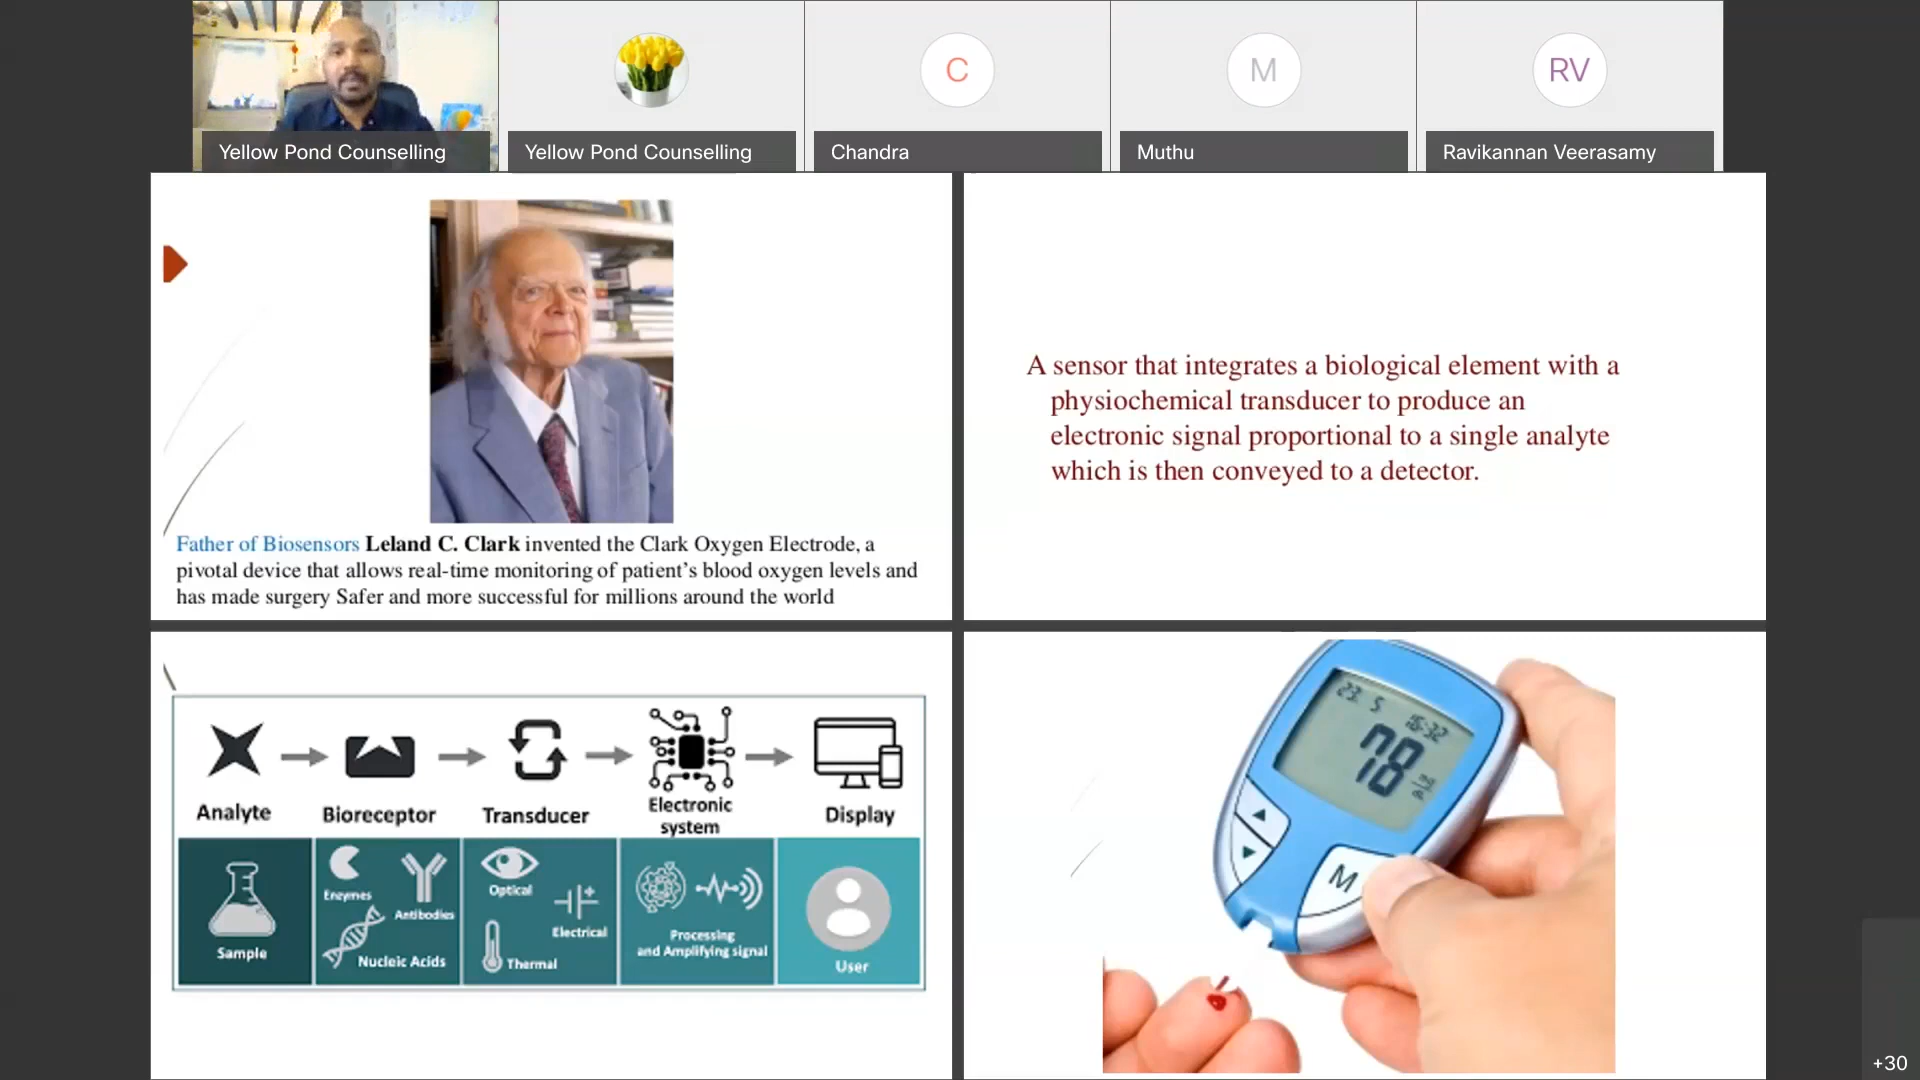 Yellow Pond Counselling
Yellow Pond Counselling
C
Chandra
M
Muthu
RV
Ravikannan Veerasamy
Father of Biosensors Leland C. Clark invented the Clark Oxygen Electrode, a
pivotal device that allows real-time monitoring of patient's blood oxygen levels and
has made surgery Safer and more successful for millions around the world
A sensor that integrates a biological element with a
physiochemical transducer to produce an
electronic signal proportional to a single analyte
which is then conveyed to a detector.
Analyte
Bioreceptor
Transducer
Electronic
system
Display
Sample
Enzymes
Antibodies
Nucleic Acids
Optical
Electrical
Thermal
Processing
and Amplifying signal
User
23. 5
16:32
78
M
+30